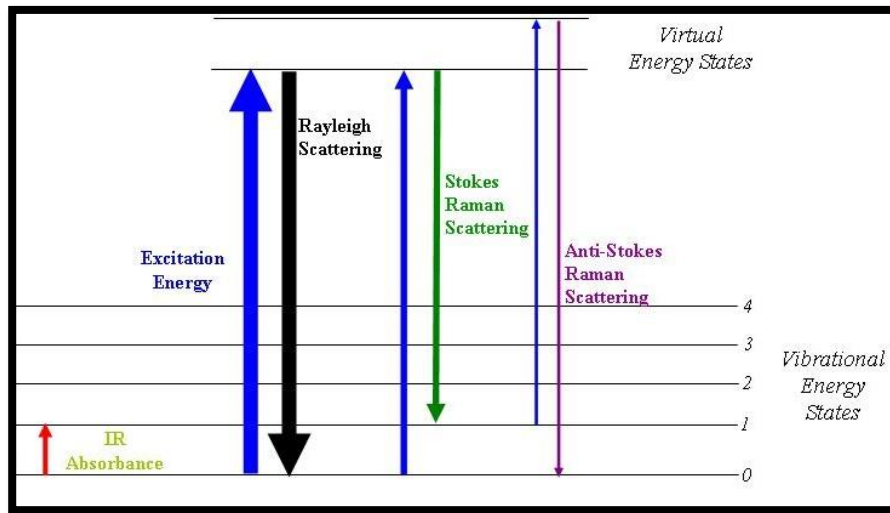 Virtual
Energy States
Rayleigh
Scattering
Stokes
Raman
Scattering
Anti-Stokes
Raman
Scattering
Excitation
Energy
4
3
2
1
0
Vibrational
Energy
States
IR
Absorbance